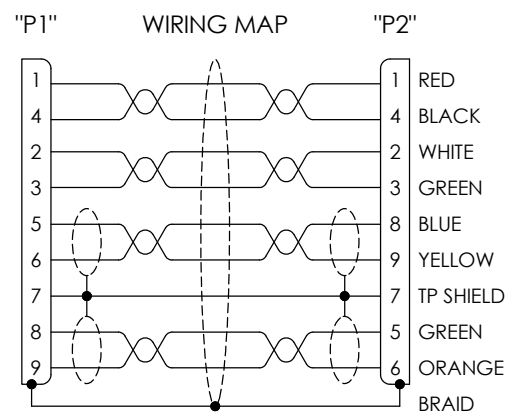 "P1" WIRING MAP "P2"
1 1 RED
4 4 BLACK
2 2 WHITE
3 3 GREEN
5 8 BLUE
6 9 YELLOW
7 7 TP SHIELD
8 5 GREEN
9 6 ORANGE
BRAID